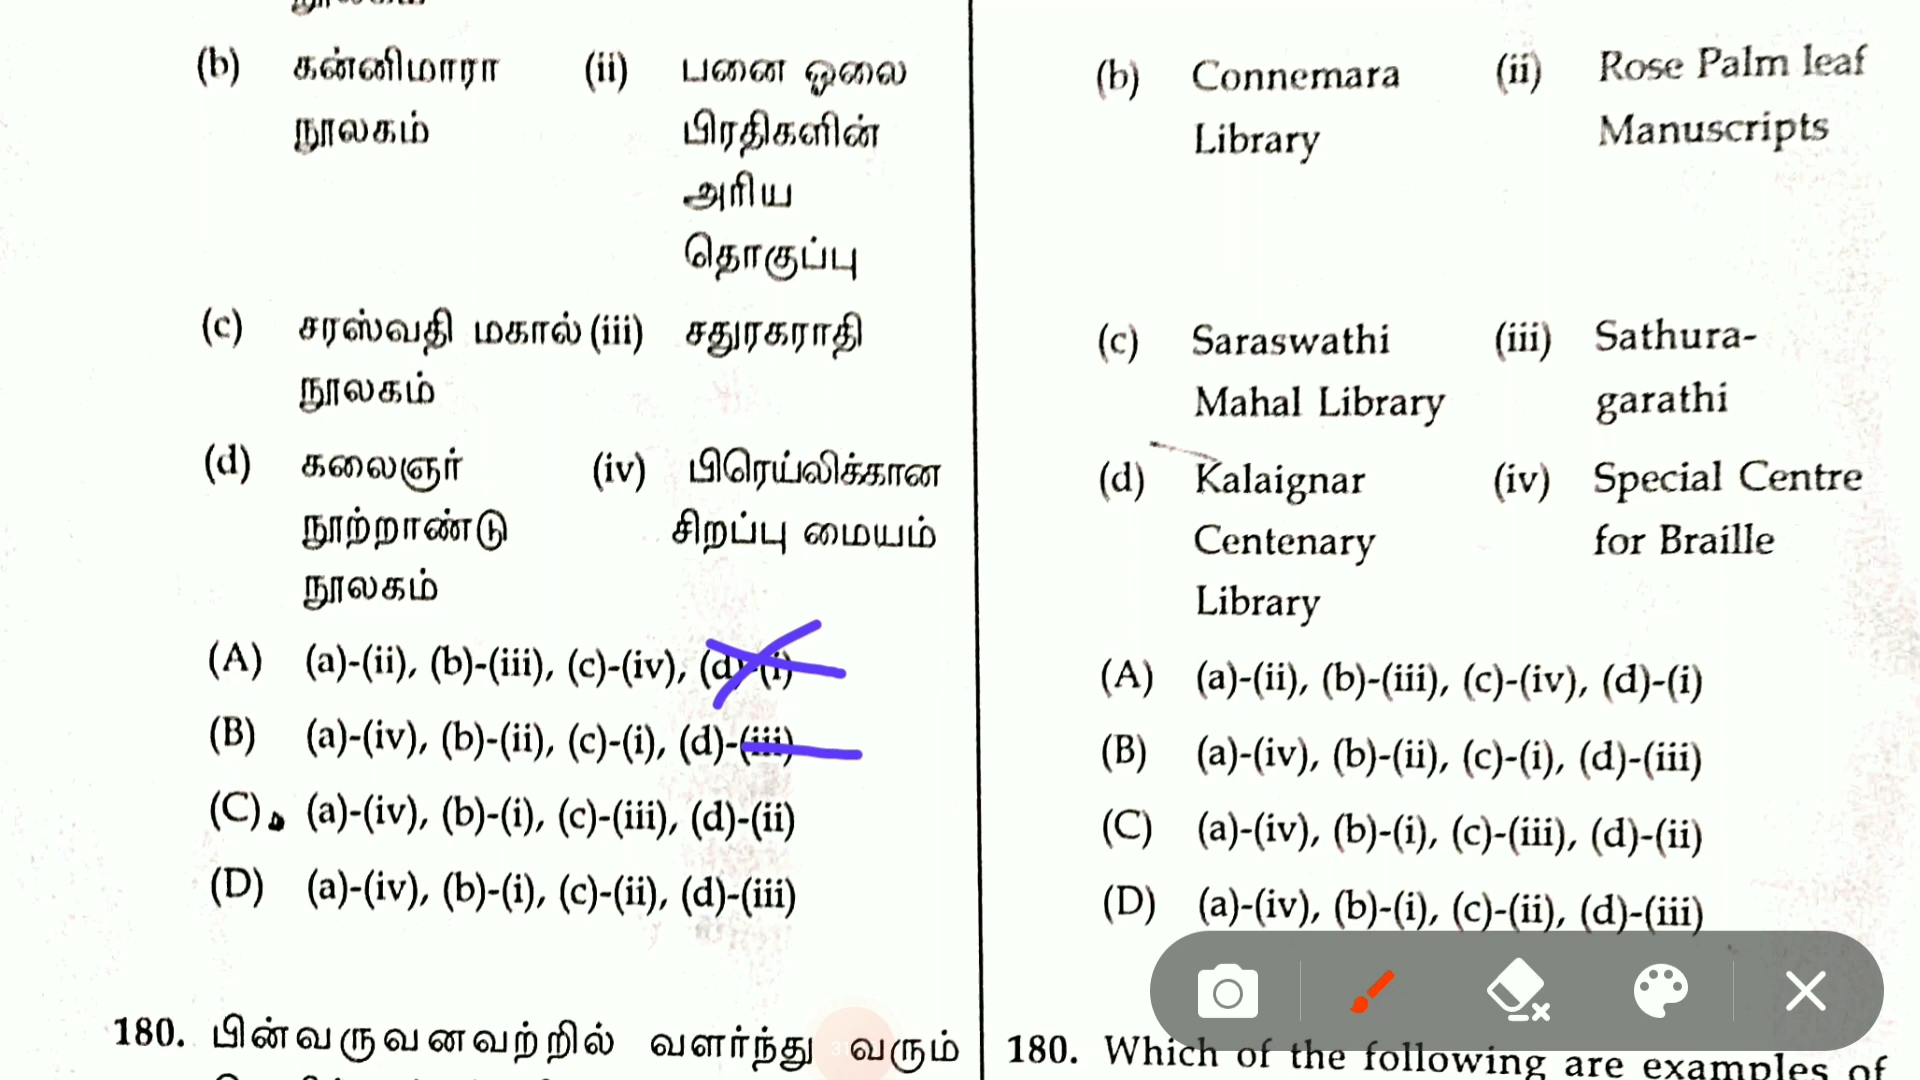 (b) கன்னிமாரா (ii) பனை ஓலை
நூலகம் பிரதிகளின்
அரிய
தொகுப்பு
(c) சரஸ்வதி மகால் (iii) சதுரகராதி
நூலகம்
(d) கலைஞர் (iv) பிரெய்லிக்கான
நூற்றாண்டு சிறப்பு மையம்
நூலகம்
(A) (a)-(ii), (b)-(iii), (c)-(iv), (d)-(i)
(B) (a)-(iv), (b)-(ii), (c)-(i), (d)-(iii)
(C) (a)-(iv), (b)-(i), (c)-(iii), (d)-(ii)
(D) (a)-(iv), (b)-(i), (c)-(ii), (d)-(iii)
180. பின்வருவனவற்றில் வளர்ந்து வரும்
(b) Connemara (ii) Rose Palm leaf
Library Manuscripts
(c) Saraswathi (iii) Sathura-
Mahal Library garathi
(d) Kalaignar (iv) Special Centre
Centenary for Braille
Library
(A) (a)-(ii), (b)-(iii), (c)-(iv), (d)-(i)
(B) (a)-(iv), (b)-(ii), (c)-(i), (d)-(iii)
(C) (a)-(iv), (b)-(i), (c)-(iii), (d)-(ii)
(D) (a)-(iv), (b)-(i), (c)-(ii), (d)-(iii)
180. Which of the following are examples of